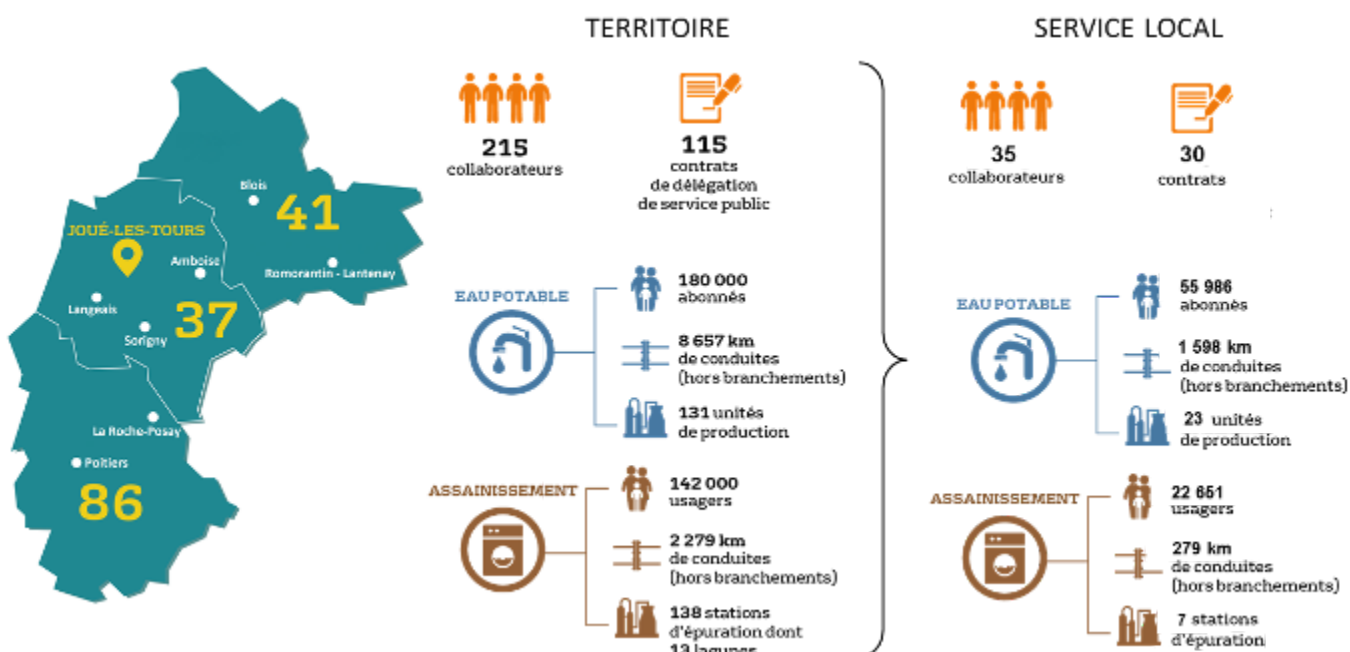 TERRITOIRE
SERVICE LOCAL
Blois
41
JOUÉ-LES-TOURS
Amboise
Romorantin - Lantenay
Langeais
37
Sorigny
La Roche-Posay
Poitiers
86
215
collaborateurs
115
contrats
de délégation
de service public
EAU POTABLE
180 000
abonnés
8 657 km
de conduites
(hors branchements)
131 unités
de production
ASSAINISSEMENT
142 000
usagers
2 279 km
de conduites
(hors branchements)
138 stations
d'épuration dont
13 lagunes
35
collaborateurs
30
contrats
EAU POTABLE
55 986
abonnés
1 598 km
de conduites
(hors branchements)
23 unités
de production
ASSAINISSEMENT
22 651
usagers
279 km
de conduites
(hors branchements)
7 stations
d'épuration